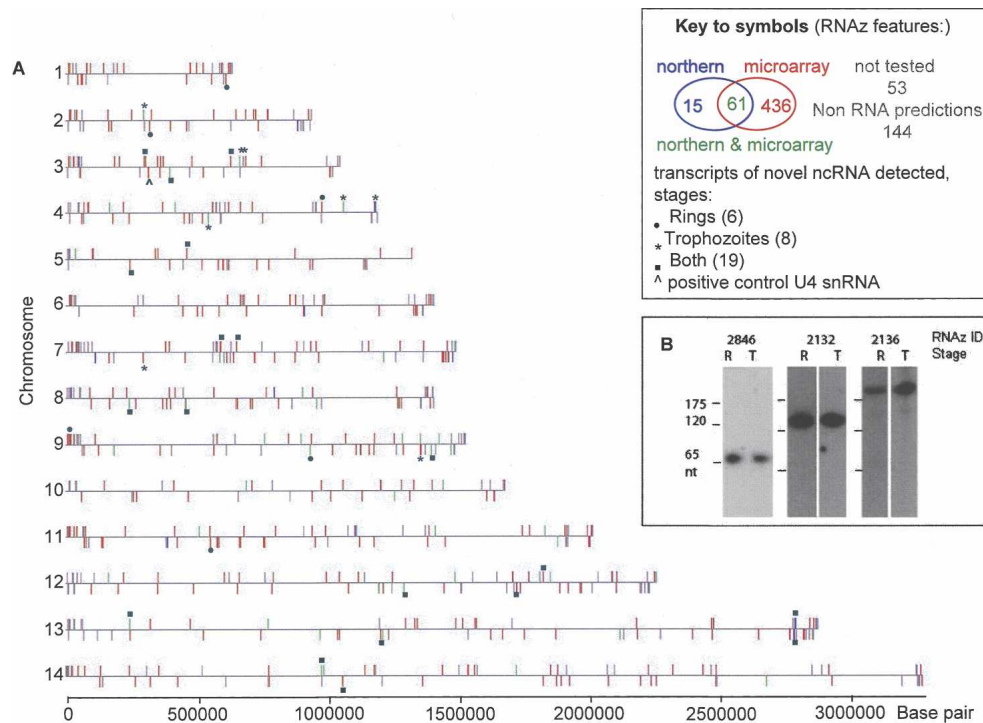 A
Chromosome
1
2
3
4
5
6
7
8
9
10
11
12
13
14
0 500000 1000000 1500000 2000000 2500000 3000000 Base pair
Key to symbols (RNAz features:)
northern microarray not tested
53
15 61 436 Non RNA predictions
144
northern & microarray
transcripts of novel ncRNA detected,
stages:
• Rings (6)
* Trophozoites (8)
■ Both (19)
^ positive control U4 snRNA
B 2846 2132 2136 RNAz ID
R T R T R T Stage
175
120
65
nt